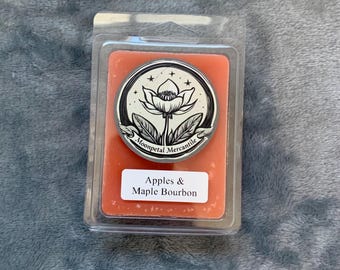 Moonpetal Mercantile
Apples &
Maple Bourbon